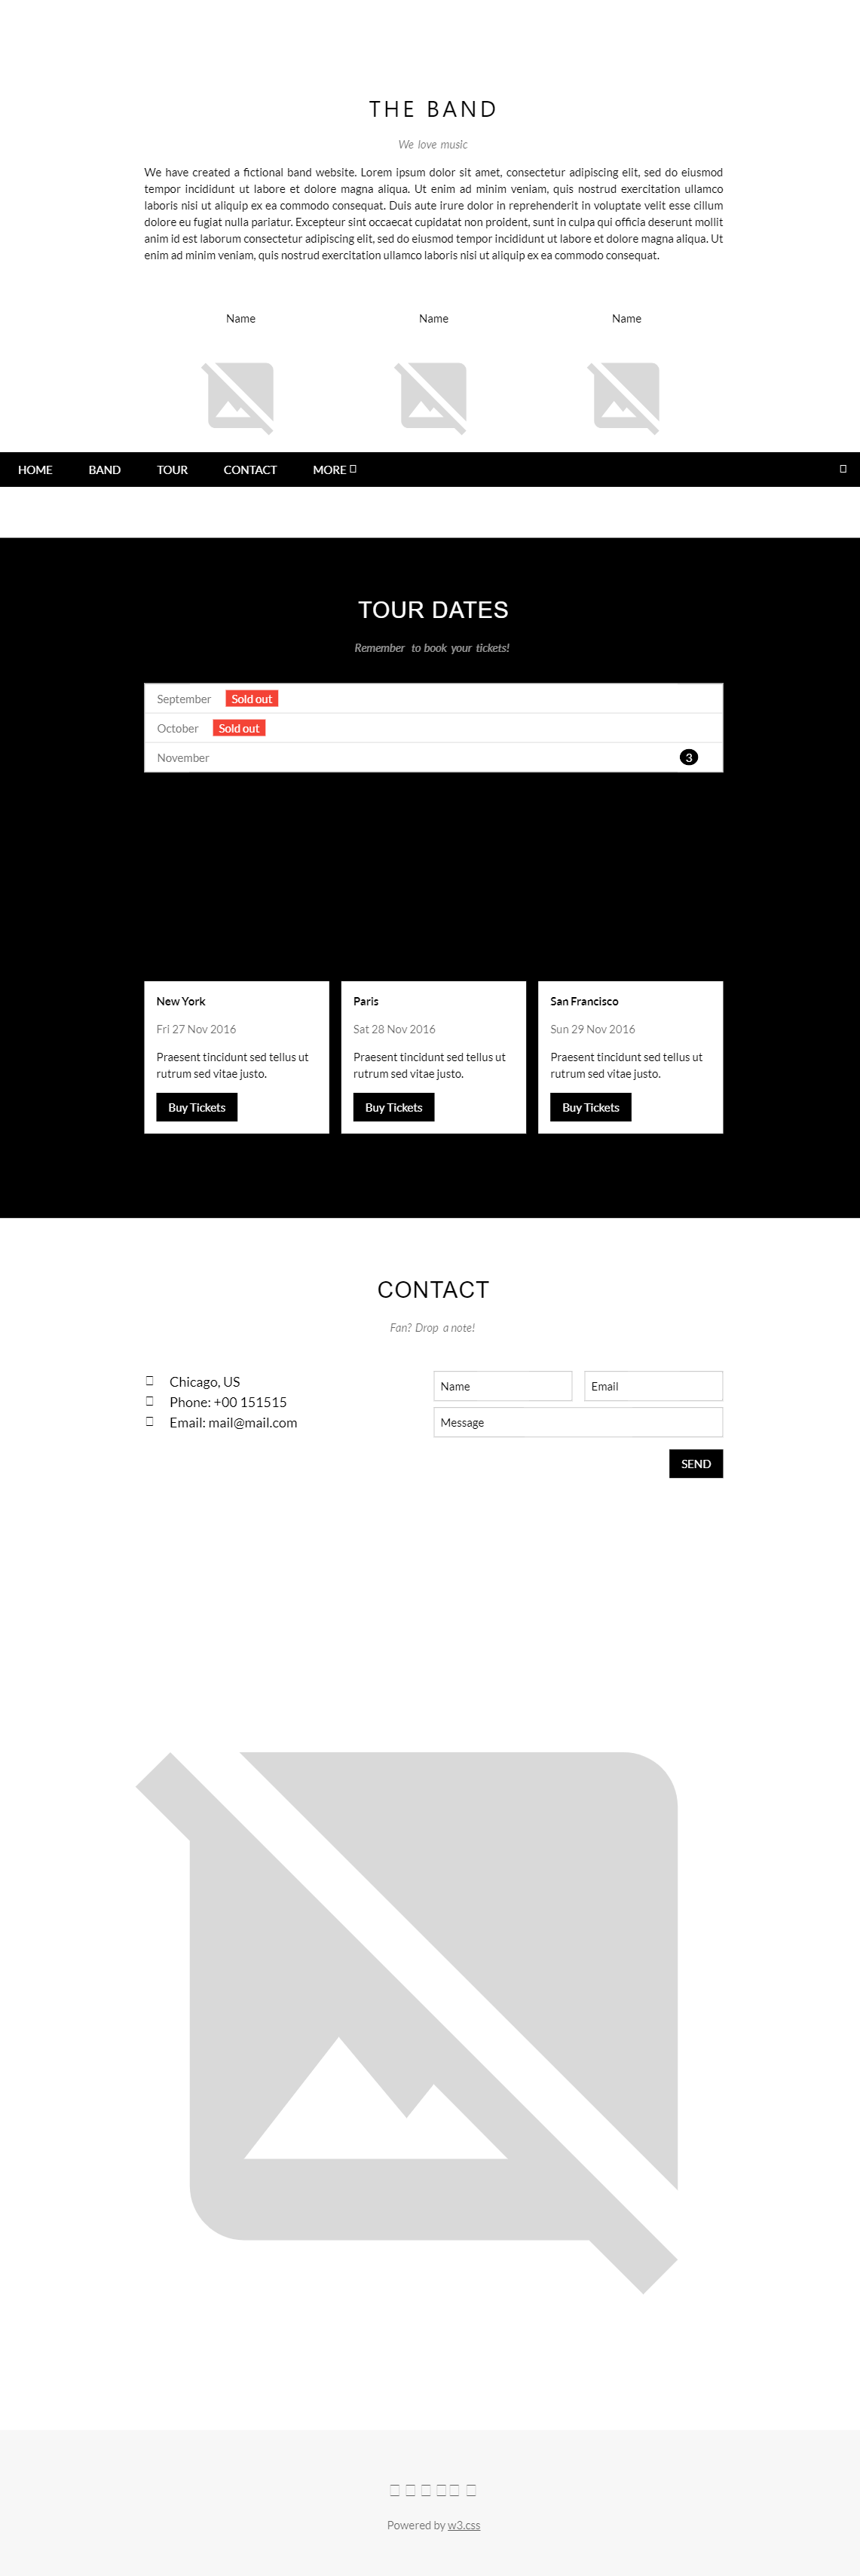 THE BAND
We love music
We have created a fictional band website. Lorem ipsum dolor sit amet, consectetur adipiscing elit, sed do eiusmod
tempor incididunt ut labore et dolore magna aliqua. Ut enim ad minim veniam, quis nostrud exercitation ullamco
laboris nisi ut aliquip ex ea commodo consequat. Duis aute irure dolor in reprehenderit in voluptate velit esse cillum
dolore eu fugiat nulla pariatur. Excepteur sint occaecat cupidatat non proident, sunt in culpa qui officia deserunt mollit
anim id est laborum consectetur adipiscing elit, sed do eiusmod tempor incididunt ut labore et dolore magna aliqua. Ut
enim ad minim veniam, quis nostrud exercitation ullamco laboris nisi ut aliquip ex ea commodo consequat.
Name Name Name
HOME BAND TOUR CONTACT MORE
TOUR DATES
Remember to book your tickets!
September Sold out
October Sold out
November 3
New York
Fri 27 Nov 2016
Praesent tincidunt sed tellus ut
rutrum sed vitae justo.
Buy Tickets
Paris
Sat 28 Nov 2016
Praesent tincidunt sed tellus ut
rutrum sed vitae justo.
Buy Tickets
San Francisco
Sun 29 Nov 2016
Praesent tincidunt sed tellus ut
rutrum sed vitae justo.
Buy Tickets
CONTACT
Fan? Drop a note!
Chicago, US
Phone: +00 151515
Email: mail@mail.com
Name Email
Message
SEND
Powered by w3.css